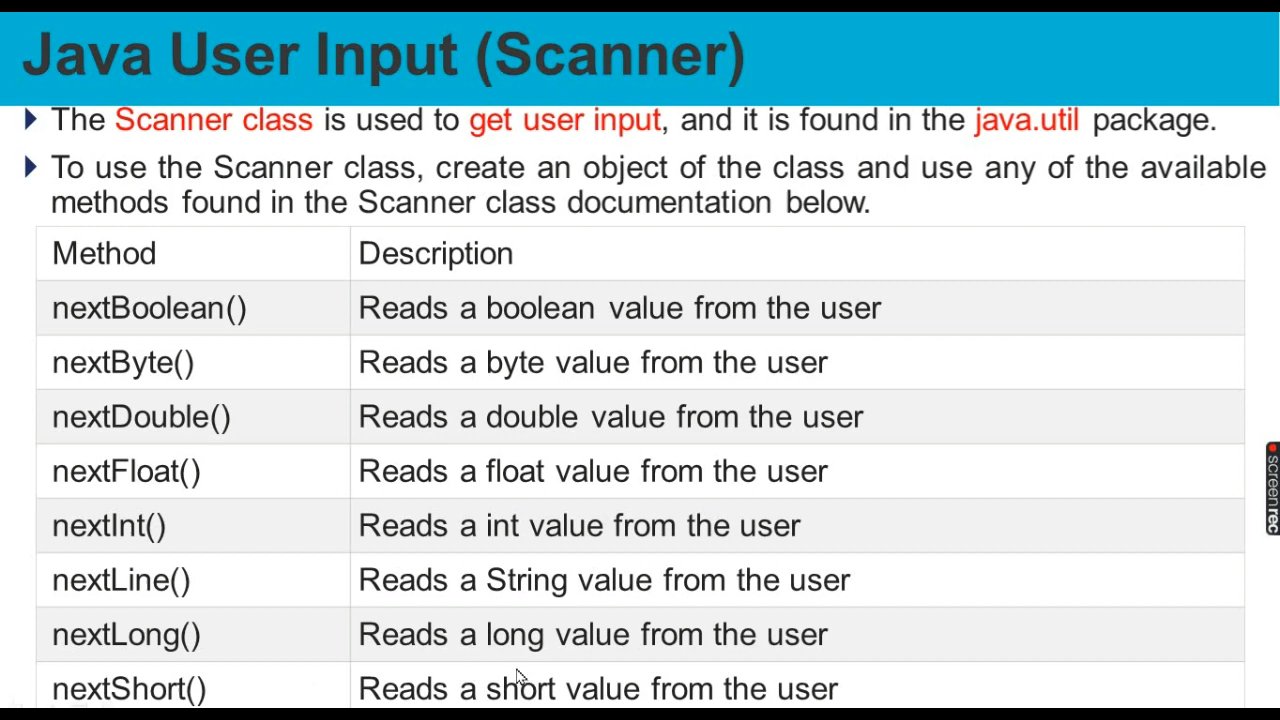 Java User Input (Scanner)
The Scanner class is used to get user input, and it is found in the java.util package.
To use the Scanner class, create an object of the class and use any of the available
methods found in the Scanner class documentation below.
Method Description
nextBoolean() Reads a boolean value from the user
nextByte() Reads a byte value from the user
nextDouble() Reads a double value from the user
nextFloat() Reads a float value from the user
nextInt() Reads a int value from the user
nextLine() Reads a String value from the user
nextLong() Reads a long value from the user
nextShort() Reads a short value from the user
screenrec